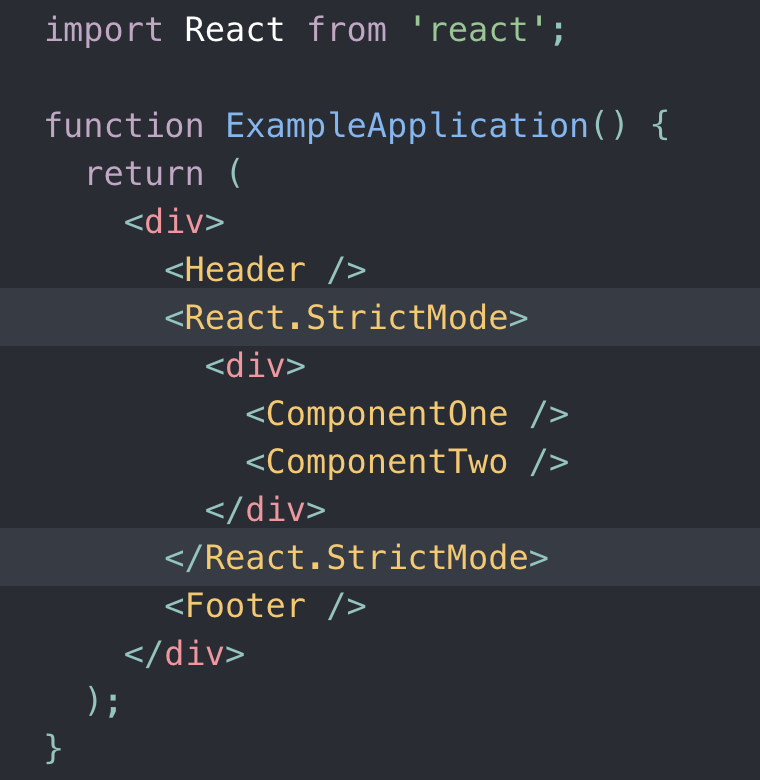 import React from 'react';

function ExampleApplication() {
  return (
    <div>
      <Header />
      <React.StrictMode>
        <div>
          <ComponentOne />
          <ComponentTwo />
        </div>
      </React.StrictMode>
      <Footer />
    </div>
  );
}